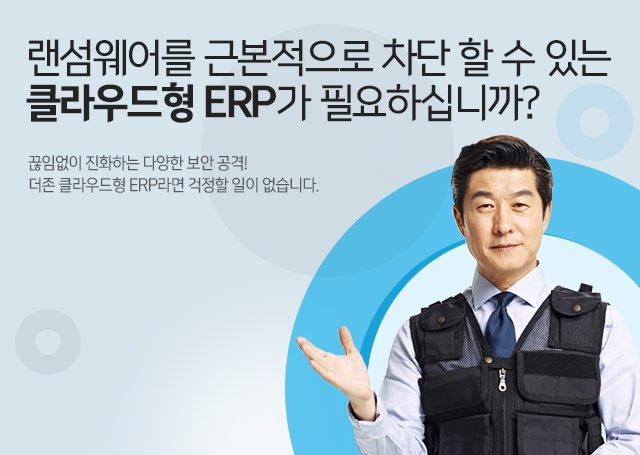 랜섬웨어를 근본적으로 차단 할 수 있는
클라우드형 ERP가 필요하십니까?
끊임없이 진화하는 다양한 보안 공격!
더존 클라우드형 ERP라면 걱정할 일이 없습니다.